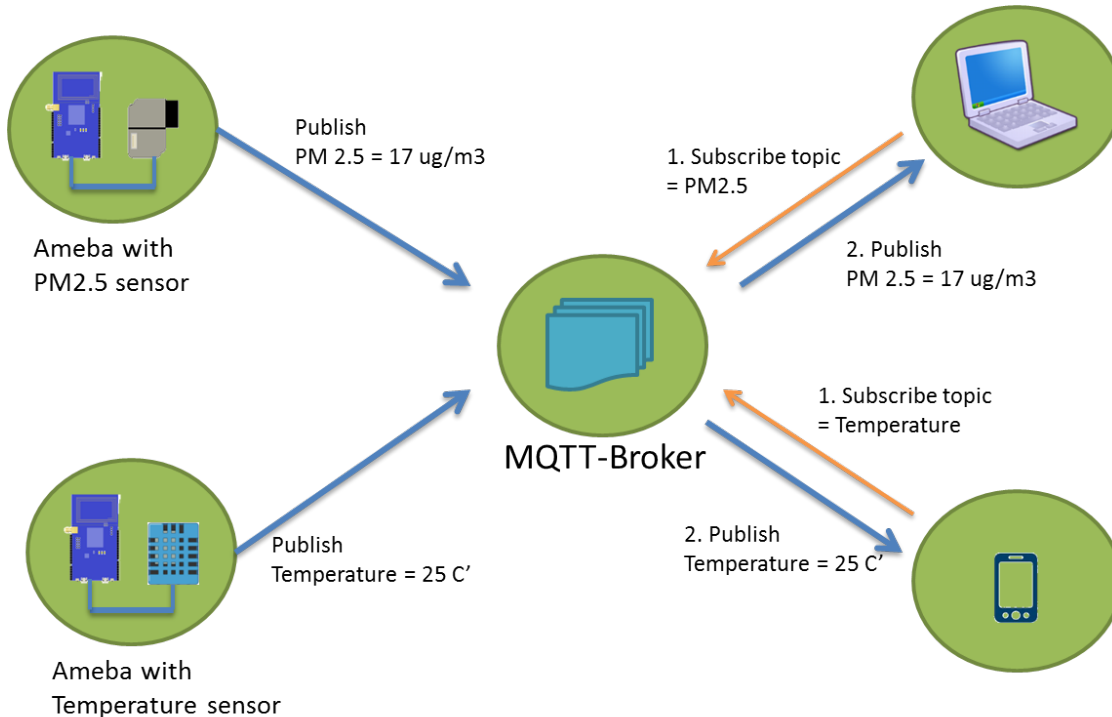 Publish
PM 2.5 = 17 ug/m3
1. Subscribe topic
= PM2.5
Ameba with
PM2.5 sensor
2. Publish
PM 2.5 = 17 ug/m3
MQTT-Broker
1. Subscribe topic
= Temperature
Publish
Temperature = 25 C’
2. Publish
Temperature = 25 C’
Ameba with
Temperature sensor